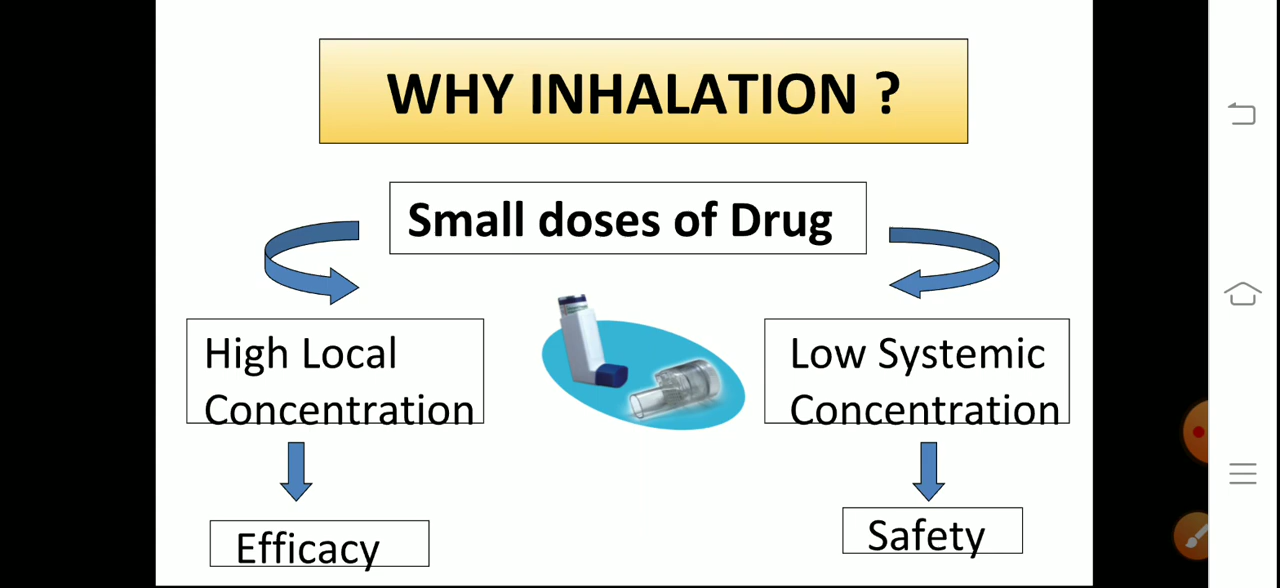 WHY INHALATION ?
Small doses of Drug
High Local
Concentration
Low Systemic
Concentration
Efficacy
Safety